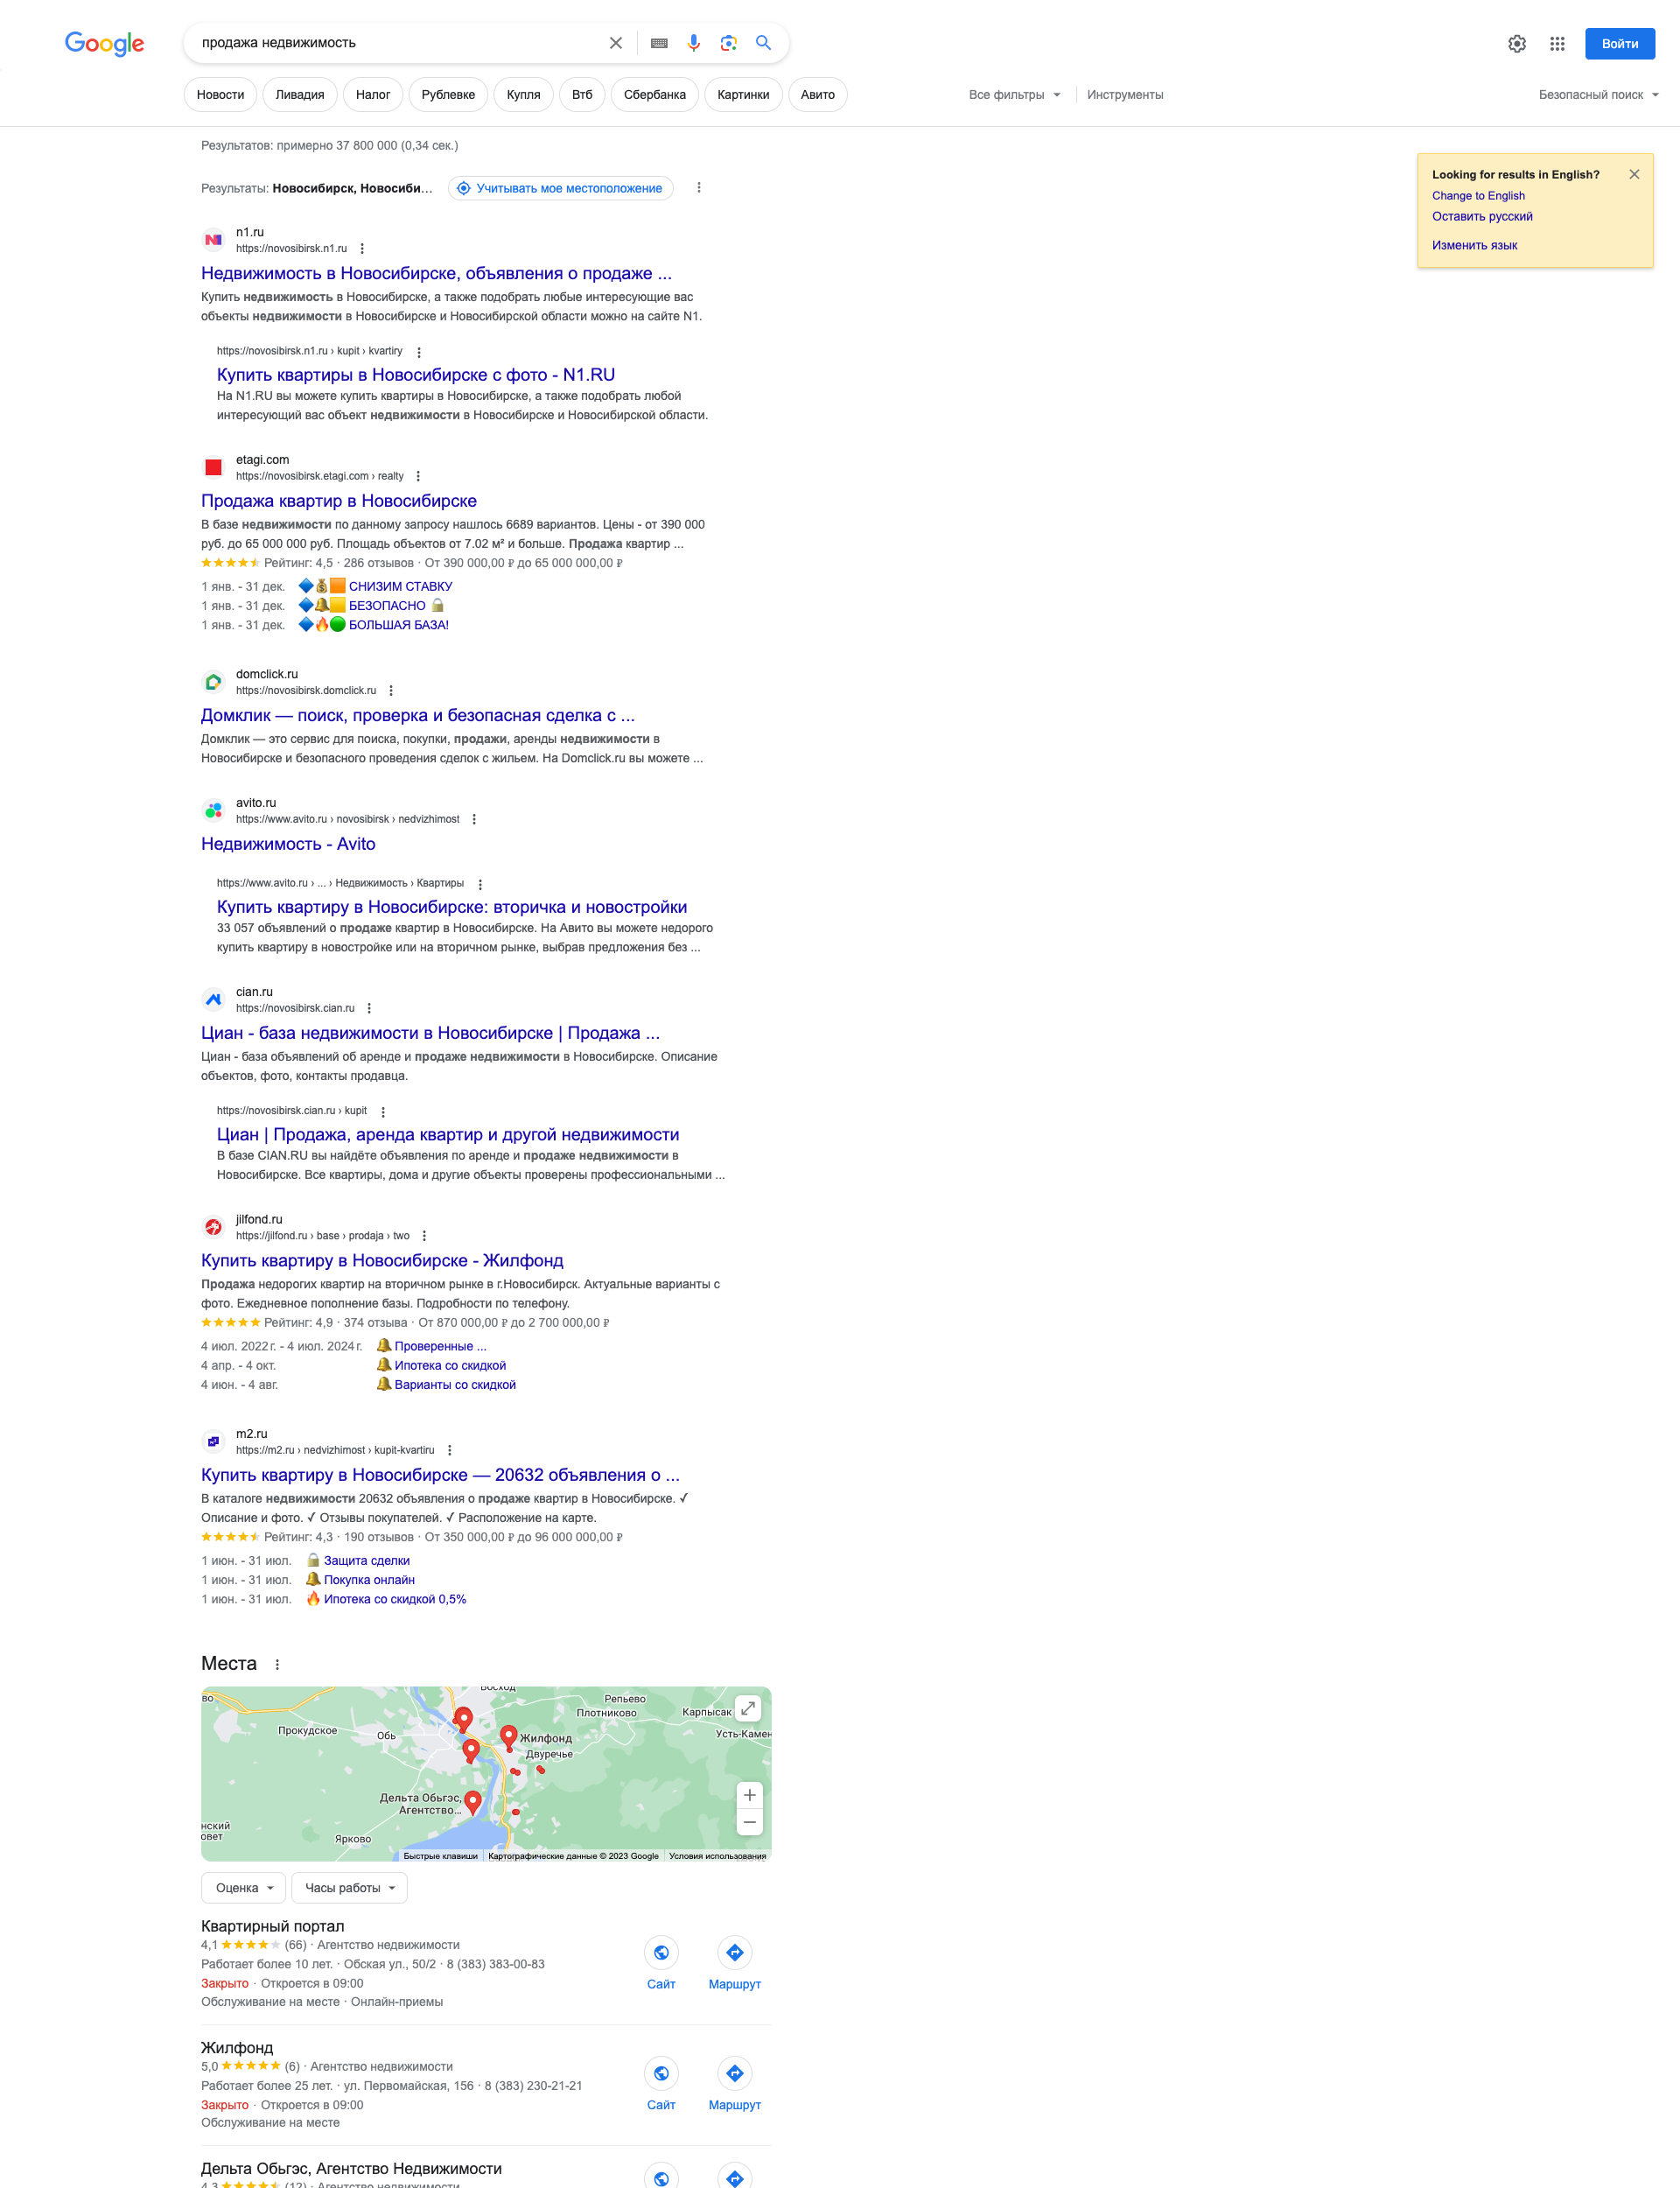 Google
продажа недвижимость
Войти
Новости Ливадия Налог Рублевке Купля Втб Сбербанка Картинки Авито Все фильтры Инструменты Безопасный поиск
Результатов: примерно 37 800 000 (0,34 сек.)
Looking for results in English?
Change to English
Оставить русский
Изменить язык
Результаты: Новосибирск, Новосиби… Учитывать мое местоположение
n1.ru
https://novosibirsk.n1.ru
Недвижимость в Новосибирске, объявления о продаже ...
Купить недвижимость в Новосибирске, а также подобрать любые интересующие вас
объекты недвижимости в Новосибирске и Новосибирской области можно на сайте N1.
https://novosibirsk.n1.ru › kupit › kvartiry
Купить квартиры в Новосибирске с фото - N1.RU
На N1.RU вы можете купить квартиры в Новосибирске, а также подобрать любой
интересующий вас объект недвижимости в Новосибирске и Новосибирской области.
etagi.com
https://novosibirsk.etagi.com › realty
Продажа квартир в Новосибирске
В базе недвижимости по данному запросу нашлось 6689 вариантов. Цены - от 390 000
руб. до 65 000 000 руб. Площадь объектов от 7.02 м² и больше. Продажа квартир ...
Рейтинг: 4,5 · 286 отзывов · От 390 000,00 ₽ до 65 000 000,00 ₽
1 янв. - 31 дек. 🔷💰🟧 СНИЗИМ СТАВКУ
1 янв. - 31 дек. 🔷🔔🟨 БЕЗОПАСНО 🔒
1 янв. - 31 дек. 🔷🔥🟢 БОЛЬШАЯ БАЗА!
domclick.ru
https://novosibirsk.domclick.ru
Домклик — поиск, проверка и безопасная сделка с ...
Домклик — это сервис для поиска, покупки, продажи, аренды недвижимости в
Новосибирске и безопасного проведения сделок с жильем. На Domclick.ru вы можете ...
avito.ru
https://www.avito.ru › novosibirsk › nedvizhimost
Недвижимость - Avito
https://www.avito.ru › ... › Недвижимость › Квартиры
Купить квартиру в Новосибирске: вторичка и новостройки
33 057 объявлений о продаже квартир в Новосибирске. На Авито вы можете недорого
купить квартиру в новостройке или на вторичном рынке, выбрав предложения без ...
cian.ru
https://novosibirsk.cian.ru
Циан - база недвижимости в Новосибирске | Продажа ...
Циан - база объявлений об аренде и продаже недвижимости в Новосибирске. Описание
объектов, фото, контакты продавца.
https://novosibirsk.cian.ru › kupit
Циан | Продажа, аренда квартир и другой недвижимости
В базе CIAN.RU вы найдёте объявления по аренде и продаже недвижимости в
Новосибирске. Все квартиры, дома и другие объекты проверены профессиональными ...
jilfond.ru
https://jilfond.ru › base › prodaja › two
Купить квартиру в Новосибирске - Жилфонд
Продажа недорогих квартир на вторичном рынке в г.Новосибирск. Актуальные варианты с
фото. Ежедневное пополнение базы. Подробности по телефону.
Рейтинг: 4,9 · 374 отзыва · От 870 000,00 ₽ до 2 700 000,00 ₽
4 июл. 2022 г. - 4 июл. 2024 г. 🔔 Проверенные ...
4 апр. - 4 окт. 🔔 Ипотека со скидкой
4 июн. - 4 авг. 🔔 Варианты со скидкой
m2.ru
https://m2.ru › nedvizhimost › kupit-kvartiru
Купить квартиру в Новосибирске — 20632 объявления о ...
В каталоге недвижимости 20632 объявления о продаже квартир в Новосибирске. ✓
Описание и фото. ✓ Отзывы покупателей. ✓ Расположение на карте.
Рейтинг: 4,3 · 190 отзывов · От 350 000,00 ₽ до 96 000 000,00 ₽
1 июн. - 31 июл. 🔒 Защита сделки
1 июн. - 31 июл. 🔔 Покупка онлайн
1 июн. - 31 июл. 🔥 Ипотека со скидкой 0,5%
Места
Восход
во
Репьево
Плотниково
Карпысак
Прокудское
Обь
Жилфонд
Усть-Камен
Двуречье
Дельта Обьгэс,
Агентство...
нский
овет
Ярково
Быстрые клавиши Картографические данные © 2023 Google Условия использования
Оценка Часы работы
Квартирный портал
4,1 (66) · Агентство недвижимости
Работает более 10 лет. · Обская ул., 50/2 · 8 (383) 383-00-83
Закрыто · Откроется в 09:00
Обслуживание на месте · Онлайн-приемы
Сайт Маршрут
Жилфонд
5,0 (6) · Агентство недвижимости
Работает более 25 лет. · ул. Первомайская, 156 · 8 (383) 230-21-21
Закрыто · Откроется в 09:00
Обслуживание на месте
Сайт Маршрут
Дельта Обьгэс, Агентство Недвижимости
4,3 (12) · Агентство недвижимости